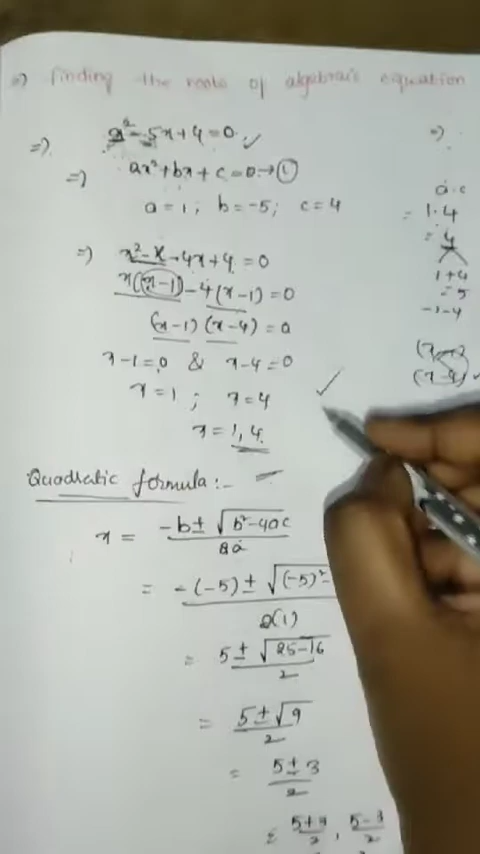 =) Finding the roots of algebraic equation
=) x² - 5x + 4 = 0
=) ax² + bx + c = 0 → ①
a = 1 ; b = -5 ; c = 4
=) x² - x - 4x + 4 = 0
x(x-1) - 4(x-1) = 0
(x-1) (x-4) = 0
x-1 = 0 & x-4 = 0
x = 1 ; x = 4
x = 1, 4
Quadratic formula :-
x = -b ± √b²-4ac / 2a
= -(-5) ± √(-5)² - / 2(1)
= 5 ± √25-16 / 2
= 5 ± √9 / 2
= 5 ± 3 / 2
5+3/2 , 5-3/2
=)
a·c
= 1·4
= 4
1+4
= 5
-1-4
(x-4)